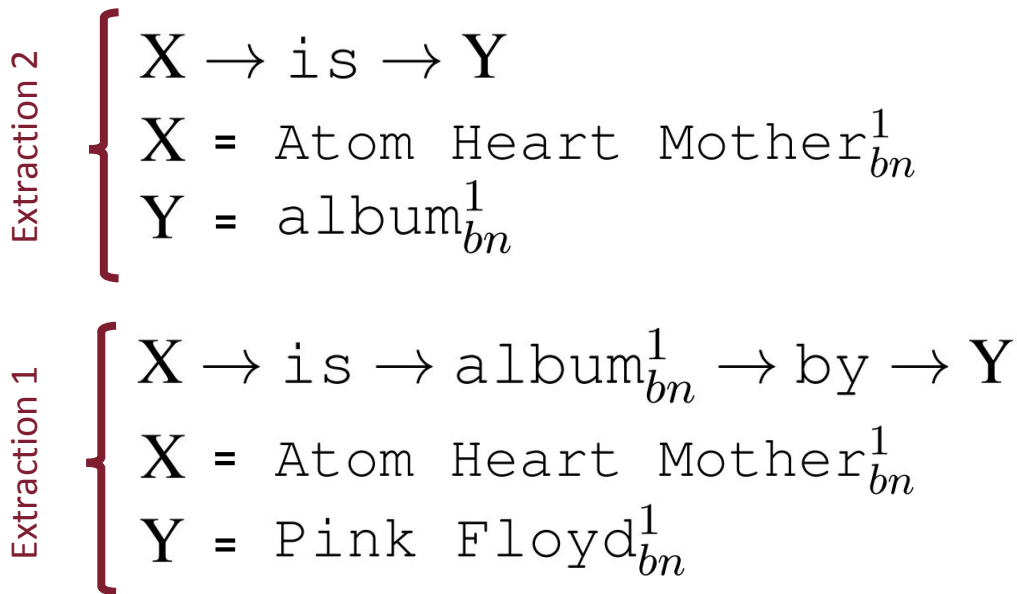 Extraction 2
X → is → Y
X = Atom Heart Mother¹bn
Y = album¹bn
Extraction 1
X → is → album¹bn → by → Y
X = Atom Heart Mother¹bn
Y = Pink Floyd¹bn